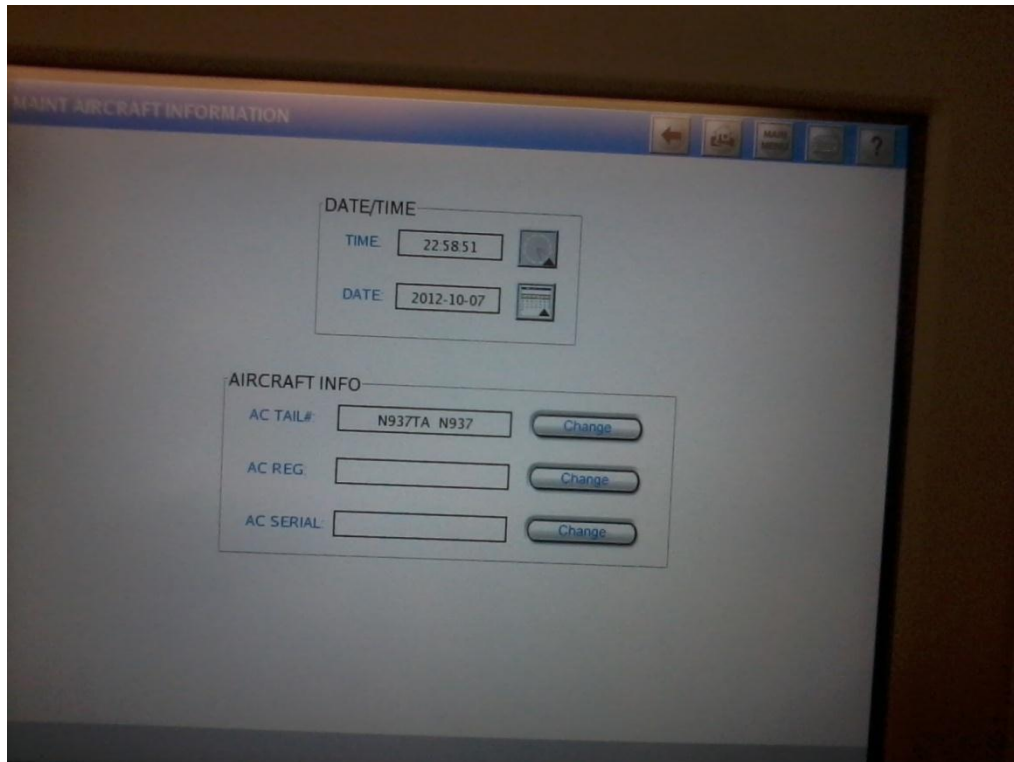 MAINT AIRCRAFT INFORMATION
MAIN MENU ?
DATE/TIME
TIME: 22:58:51
DATE: 2012-10-07
AIRCRAFT INFO
AC TAIL#: N937TA N937 Change
AC REG: Change
AC SERIAL: Change